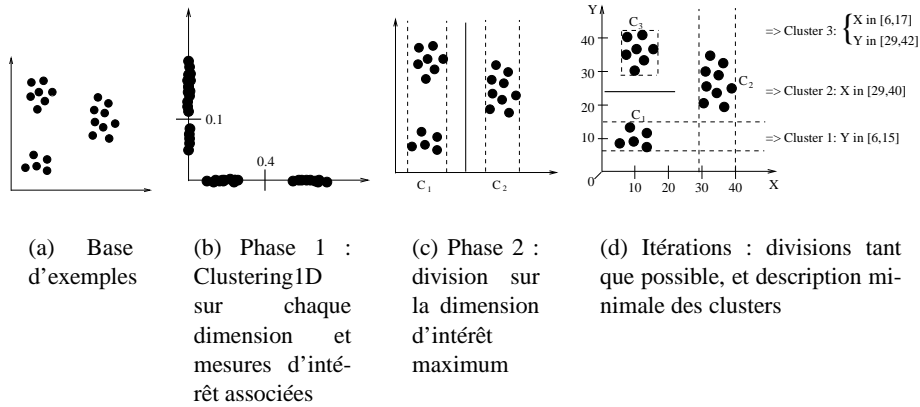 0.1
0.4
C1
C2
Y
40
30
20
10
0
10
20
30
40
X
C3
C2
C1
=> Cluster 3: { X in [6,17]
Y in [29,42]
=> Cluster 2: X in [29,40]
=> Cluster 1: Y in [6,15]
(a) Base
d'exemples
(b) Phase 1 :
Clustering1D
sur chaque
dimension et
mesures d'inté-
rêt associées
(c) Phase 2 :
division sur
la dimension
d'intérêt
maximum
(d) Itérations : divisions tant
que possible, et description mi-
nimale des clusters